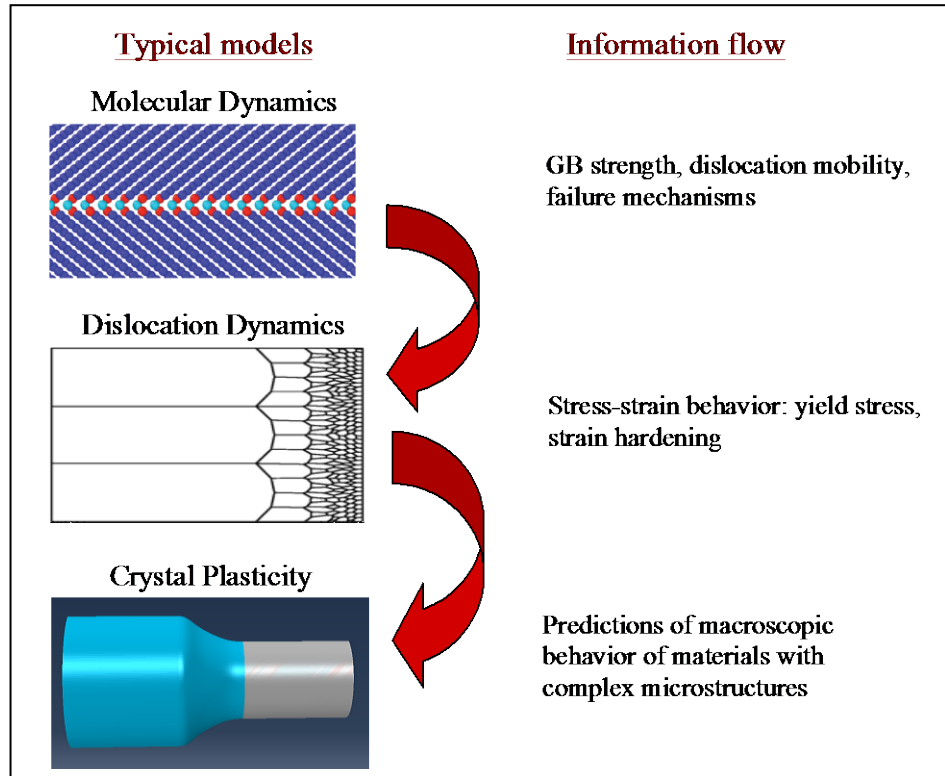 Typical models
Information flow
Molecular Dynamics
GB strength, dislocation mobility,
failure mechanisms
Dislocation Dynamics
Stress-strain behavior: yield stress,
strain hardening
Crystal Plasticity
Predictions of macroscopic
behavior of materials with
complex microstructures